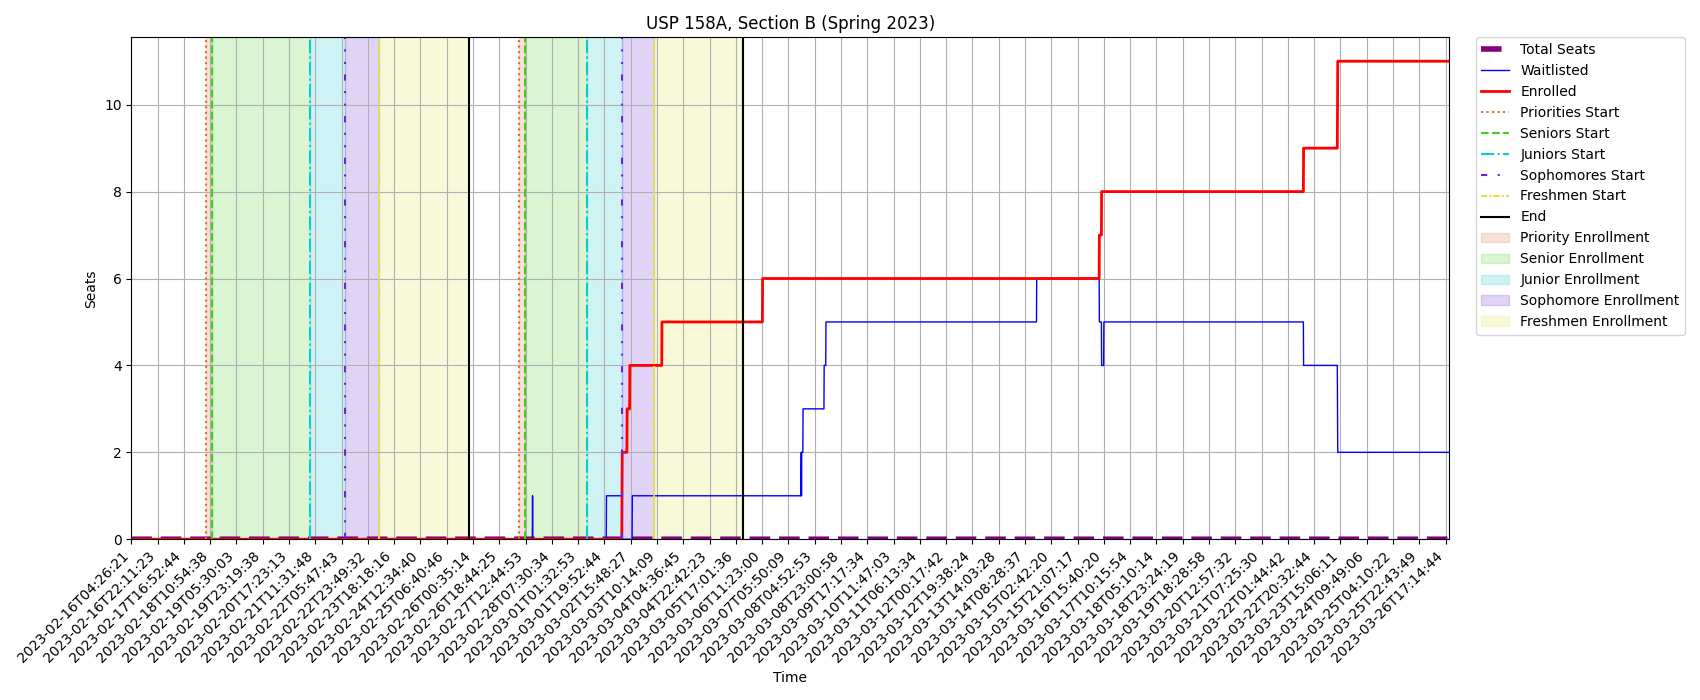 USP 158A, Section B (Spring 2023)
Seats
10
8
6
4
2
0
2023-02-16T04:26:21
2023-02-16T22:11:23
2023-02-17T16:52:44
2023-02-18T10:54:38
2023-02-19T05:30:03
2023-02-19T23:19:38
2023-02-20T17:23:13
2023-02-21T11:31:48
2023-02-22T05:47:43
2023-02-22T23:49:32
2023-02-23T18:18:16
2023-02-24T12:34:40
2023-02-25T06:40:46
2023-02-26T00:35:14
2023-02-26T18:44:25
2023-02-27T12:44:53
2023-02-28T07:30:34
2023-03-01T01:32:53
2023-03-01T19:52:44
2023-03-02T15:48:27
2023-03-03T10:14:09
2023-03-04T04:36:45
2023-03-04T22:42:23
2023-03-05T17:01:36
2023-03-06T11:23:00
2023-03-07T05:50:09
2023-03-08T04:52:53
2023-03-08T23:00:58
2023-03-09T17:17:34
2023-03-10T11:47:03
2023-03-11T06:13:34
2023-03-12T00:17:42
2023-03-12T19:38:24
2023-03-13T14:03:28
2023-03-14T08:28:37
2023-03-15T02:42:20
2023-03-15T21:07:17
2023-03-16T15:40:20
2023-03-17T10:15:54
2023-03-18T05:10:14
2023-03-18T23:24:19
2023-03-19T18:28:58
2023-03-20T12:57:32
2023-03-21T07:25:30
2023-03-22T01:44:42
2023-03-22T20:32:44
2023-03-23T15:06:11
2023-03-24T09:49:06
2023-03-25T04:10:22
2023-03-25T22:43:49
2023-03-26T17:14:44
Time
Total Seats
Waitlisted
Enrolled
Priorities Start
Seniors Start
Juniors Start
Sophomores Start
Freshmen Start
End
Priority Enrollment
Senior Enrollment
Junior Enrollment
Sophomore Enrollment
Freshmen Enrollment